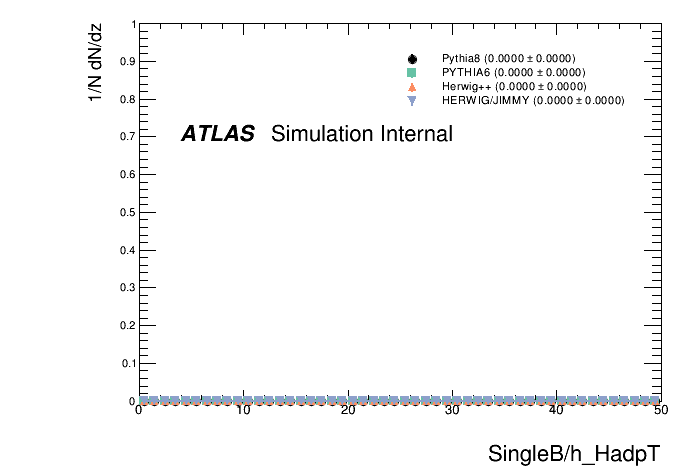 1/N dN/dz
1
0.9
0.8
0.7
0.6
0.5
0.4
0.3
0.2
0.1
0
Pythia8 (0.0000 ± 0.0000)
PYTHIA6 (0.0000 ± 0.0000)
Herwig++ (0.0000 ± 0.0000)
HERWIG/JIMMY (0.0000 ± 0.0000)
ATLAS Simulation Internal
0 10 20 30 40 50
SingleB/h_HadpT